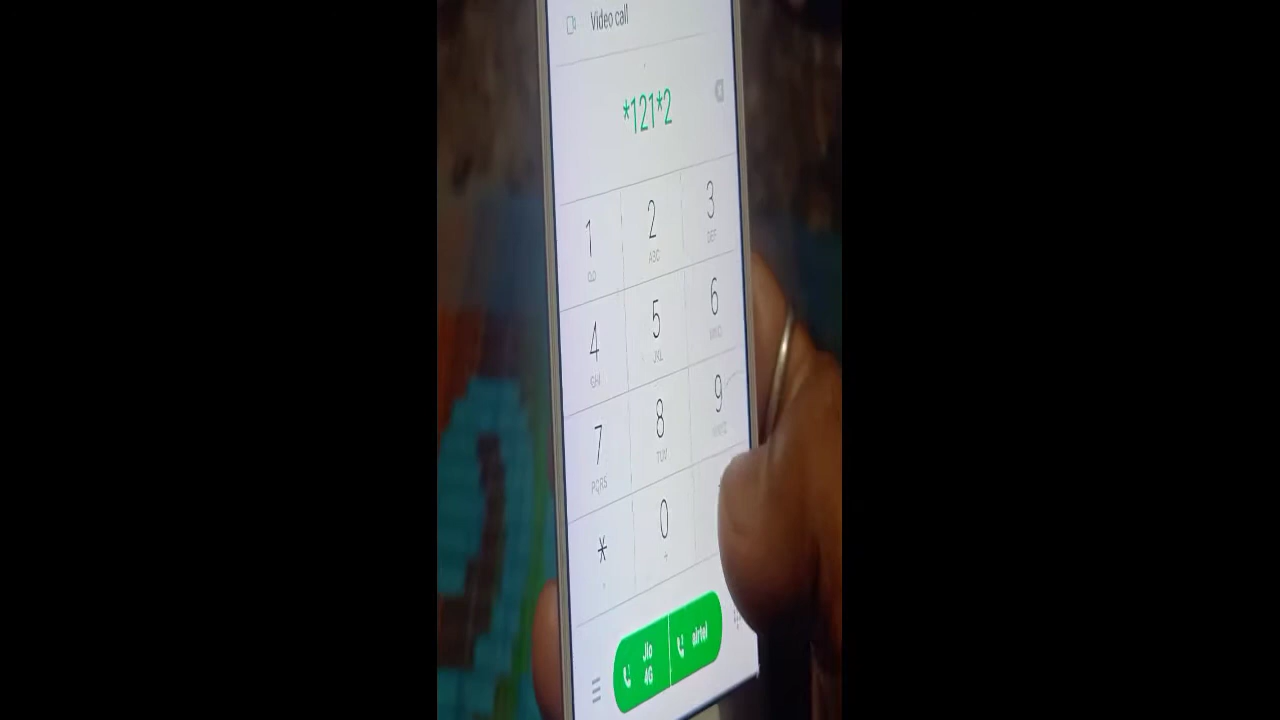 Video call
*121*2
1 2 3
ABC DEF
4 5 6
GHI JKL MNO
7 8 9
PQRS TUV WXYZ
* 0
+
Jio airtel
4G